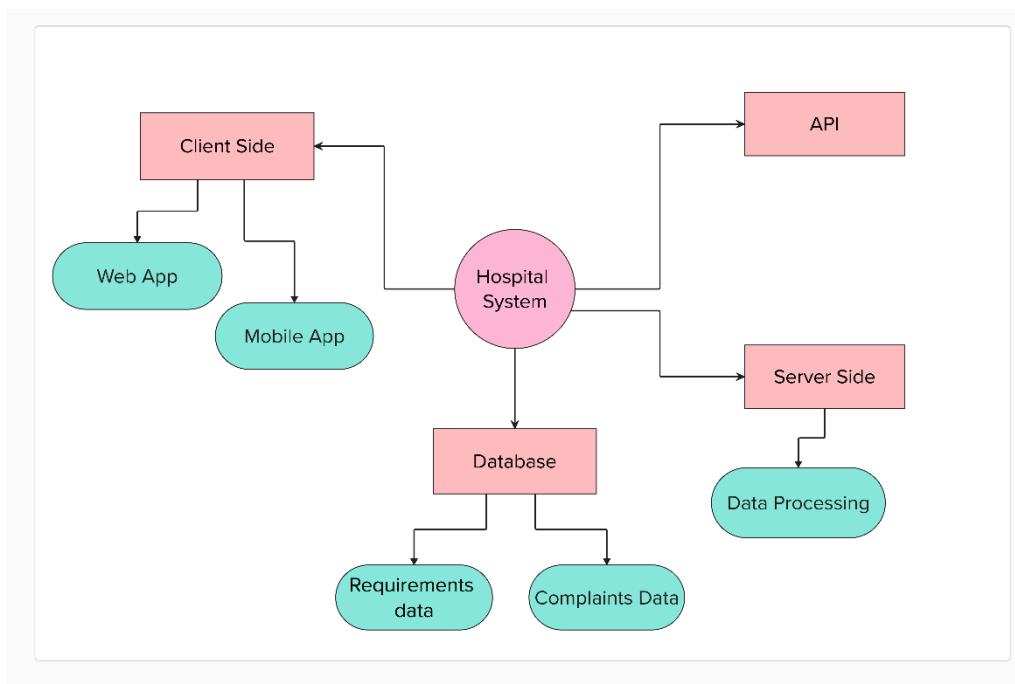 API
Client Side
Web App
Hospital
System
Mobile App
Server Side
Database
Data Processing
Requirements
data
Complaints Data